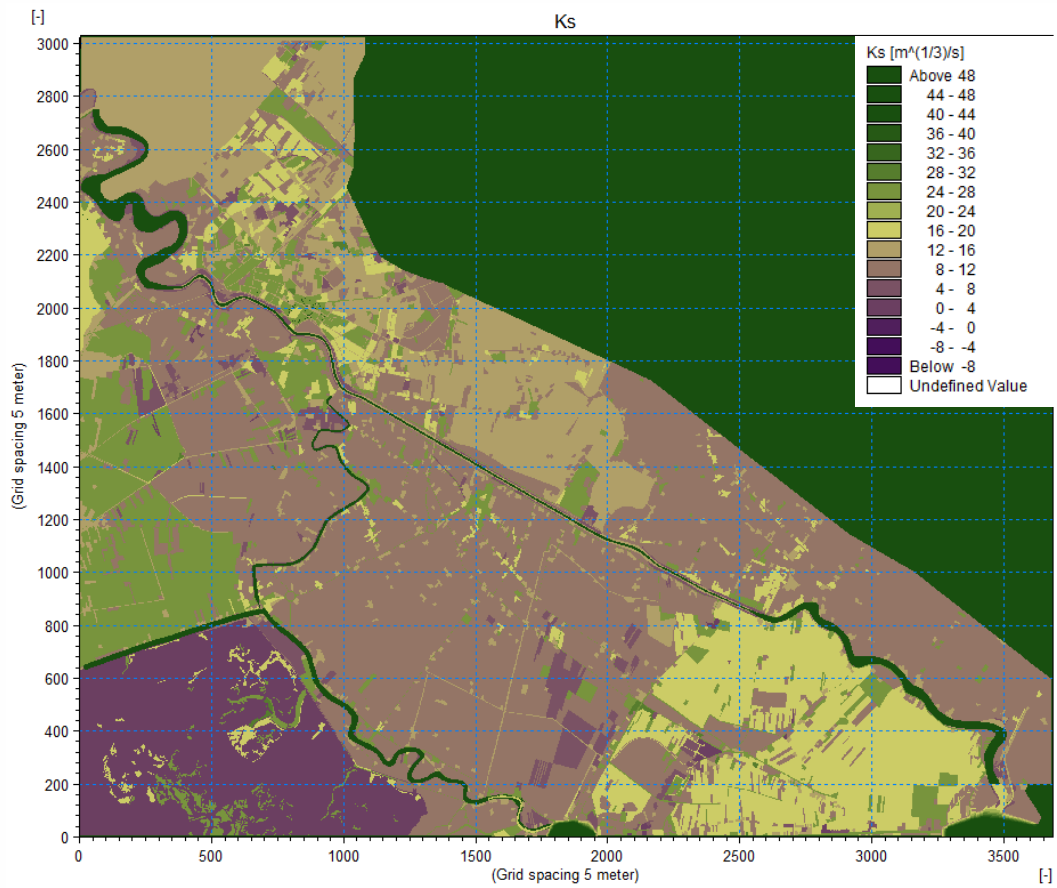 [-]
Ks
3000
2800
2600
2400
2200
2000
1800
1600
1400
1200
1000
800
600
400
200
0
(Grid spacing 5 meter)
0 500 1000 1500 2000 2500 3000 3500
(Grid spacing 5 meter)
[-]
Ks [m^(1/3)/s]
Above 48
44 - 48
40 - 44
36 - 40
32 - 36
28 - 32
24 - 28
20 - 24
16 - 20
12 - 16
8 - 12
4 - 8
0 - 4
-4 - 0
-8 - -4
Below -8
Undefined Value